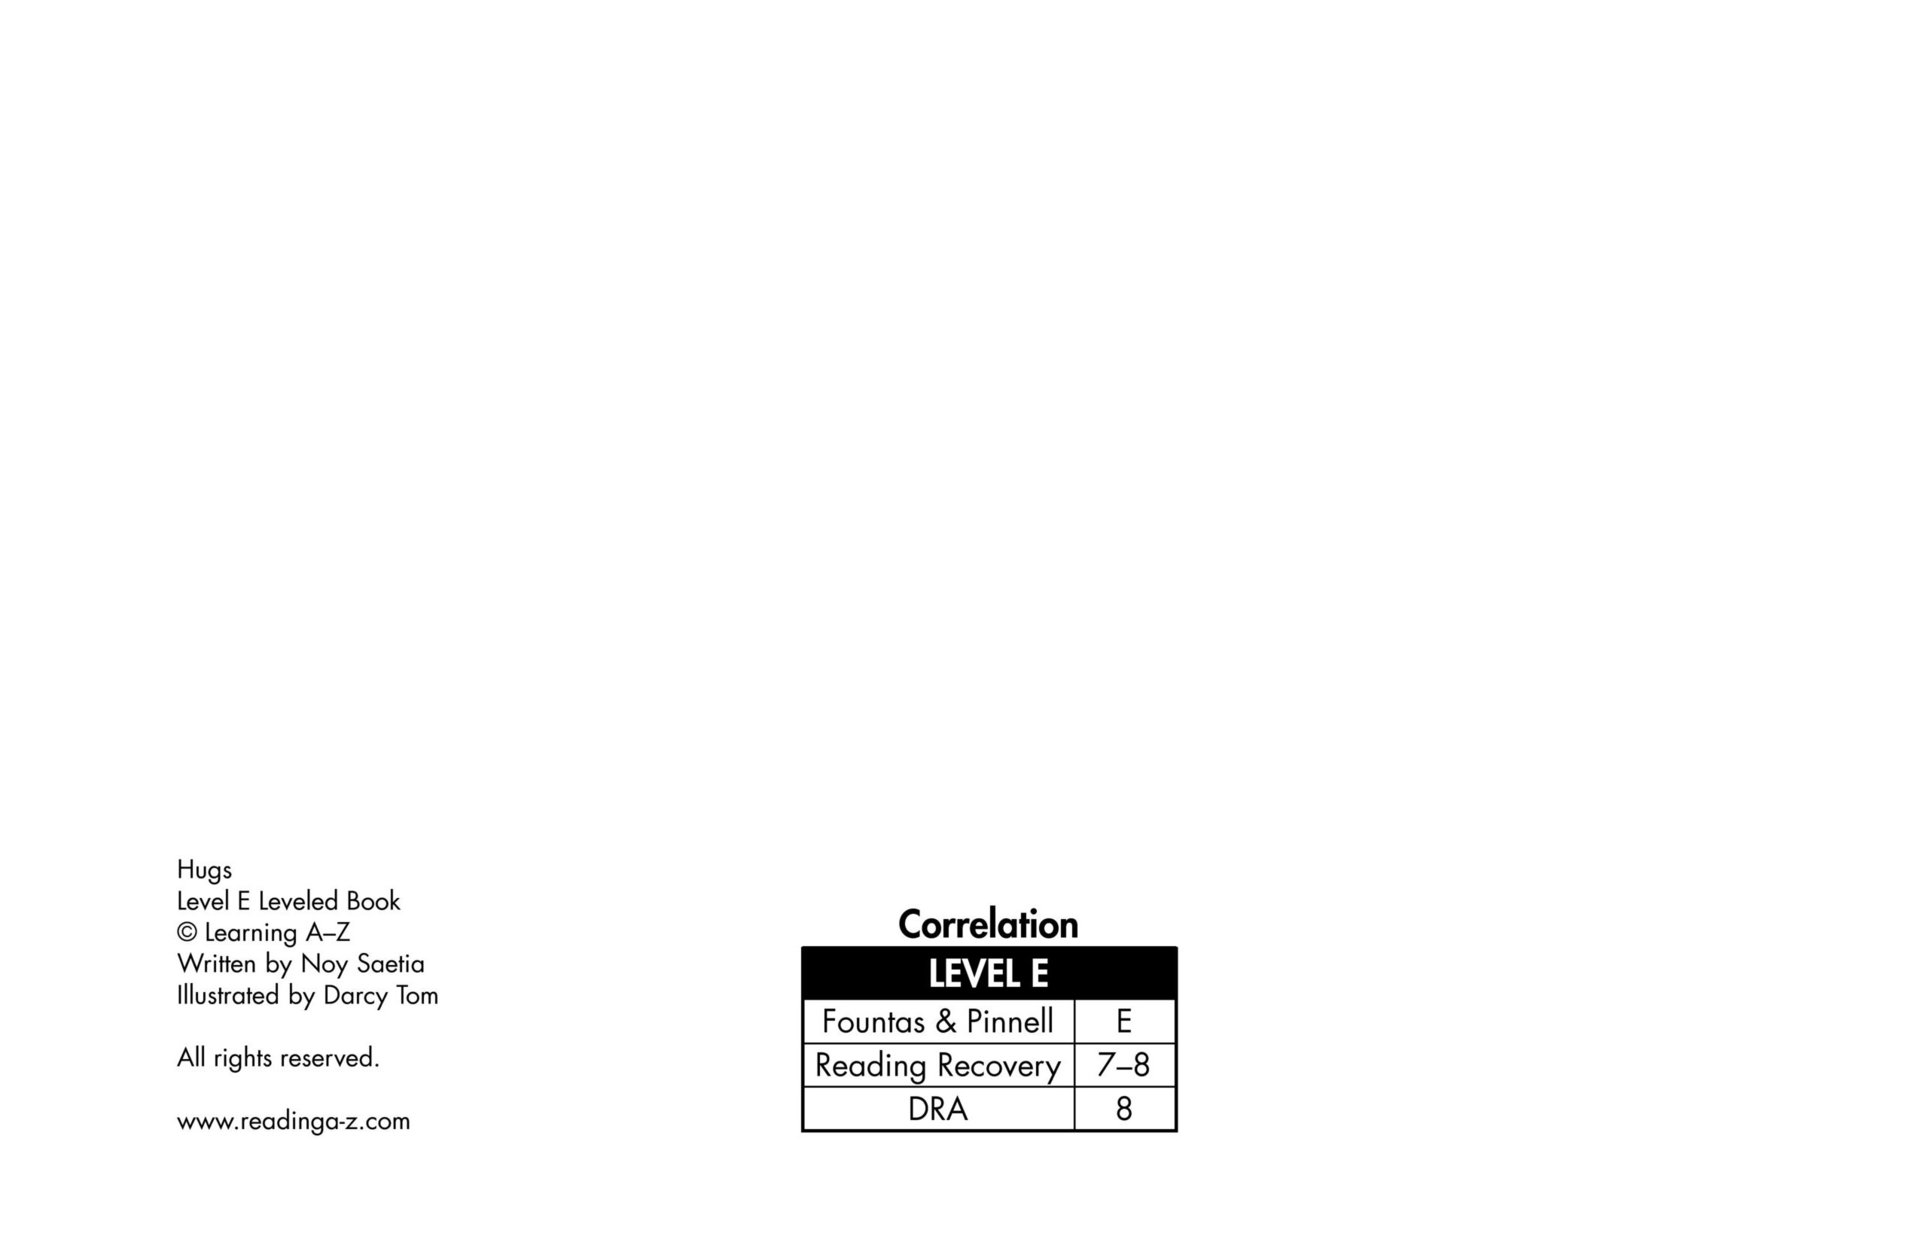 Hugs
Level E Leveled Book
© Learning A–Z
Written by Noy Saetia
Illustrated by Darcy Tom
All rights reserved.
www.readinga-z.com
Correlation
LEVEL E
Fountas & Pinnell E
Reading Recovery 7–8
DRA 8